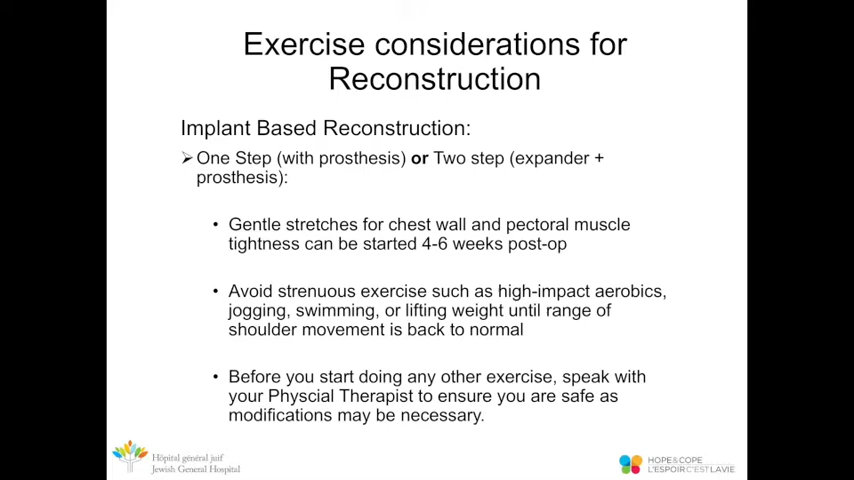 Exercise considerations for
Reconstruction
Implant Based Reconstruction:
➢ One Step (with prosthesis) or Two step (expander +
prosthesis):
• Gentle stretches for chest wall and pectoral muscle
tightness can be started 4-6 weeks post-op
• Avoid strenuous exercise such as high-impact aerobics,
jogging, swimming, or lifting weight until range of
shoulder movement is back to normal
• Before you start doing any other exercise, speak with
your Physcial Therapist to ensure you are safe as
modifications may be necessary.
Hôpital général juif
Jewish General Hospital
HOPE&COPE
L'ESPOIR C'EST LA VIE